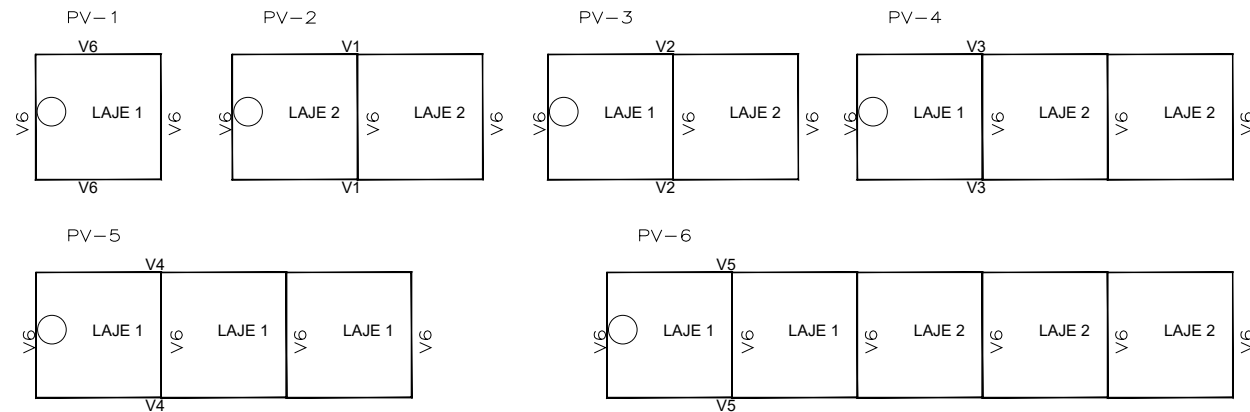 PV-1 PV-2 PV-3 PV-4
V6 V1 V2 V3
V6 LAJE 1 V6 V6 LAJE 2 V6 LAJE 2 V6 V6 LAJE 1 V6 LAJE 2 V6 V6 LAJE 1 V6 LAJE 2 V6 LAJE 2 V6
V6 V1 V2 V3
PV-5 PV-6
V4 V5
V6 LAJE 1 V6 LAJE 1 V6 LAJE 1 V6 V6 LAJE 1 V6 LAJE 1 V6 LAJE 2 V6 LAJE 2 V6 LAJE 2 V6
V4 V5